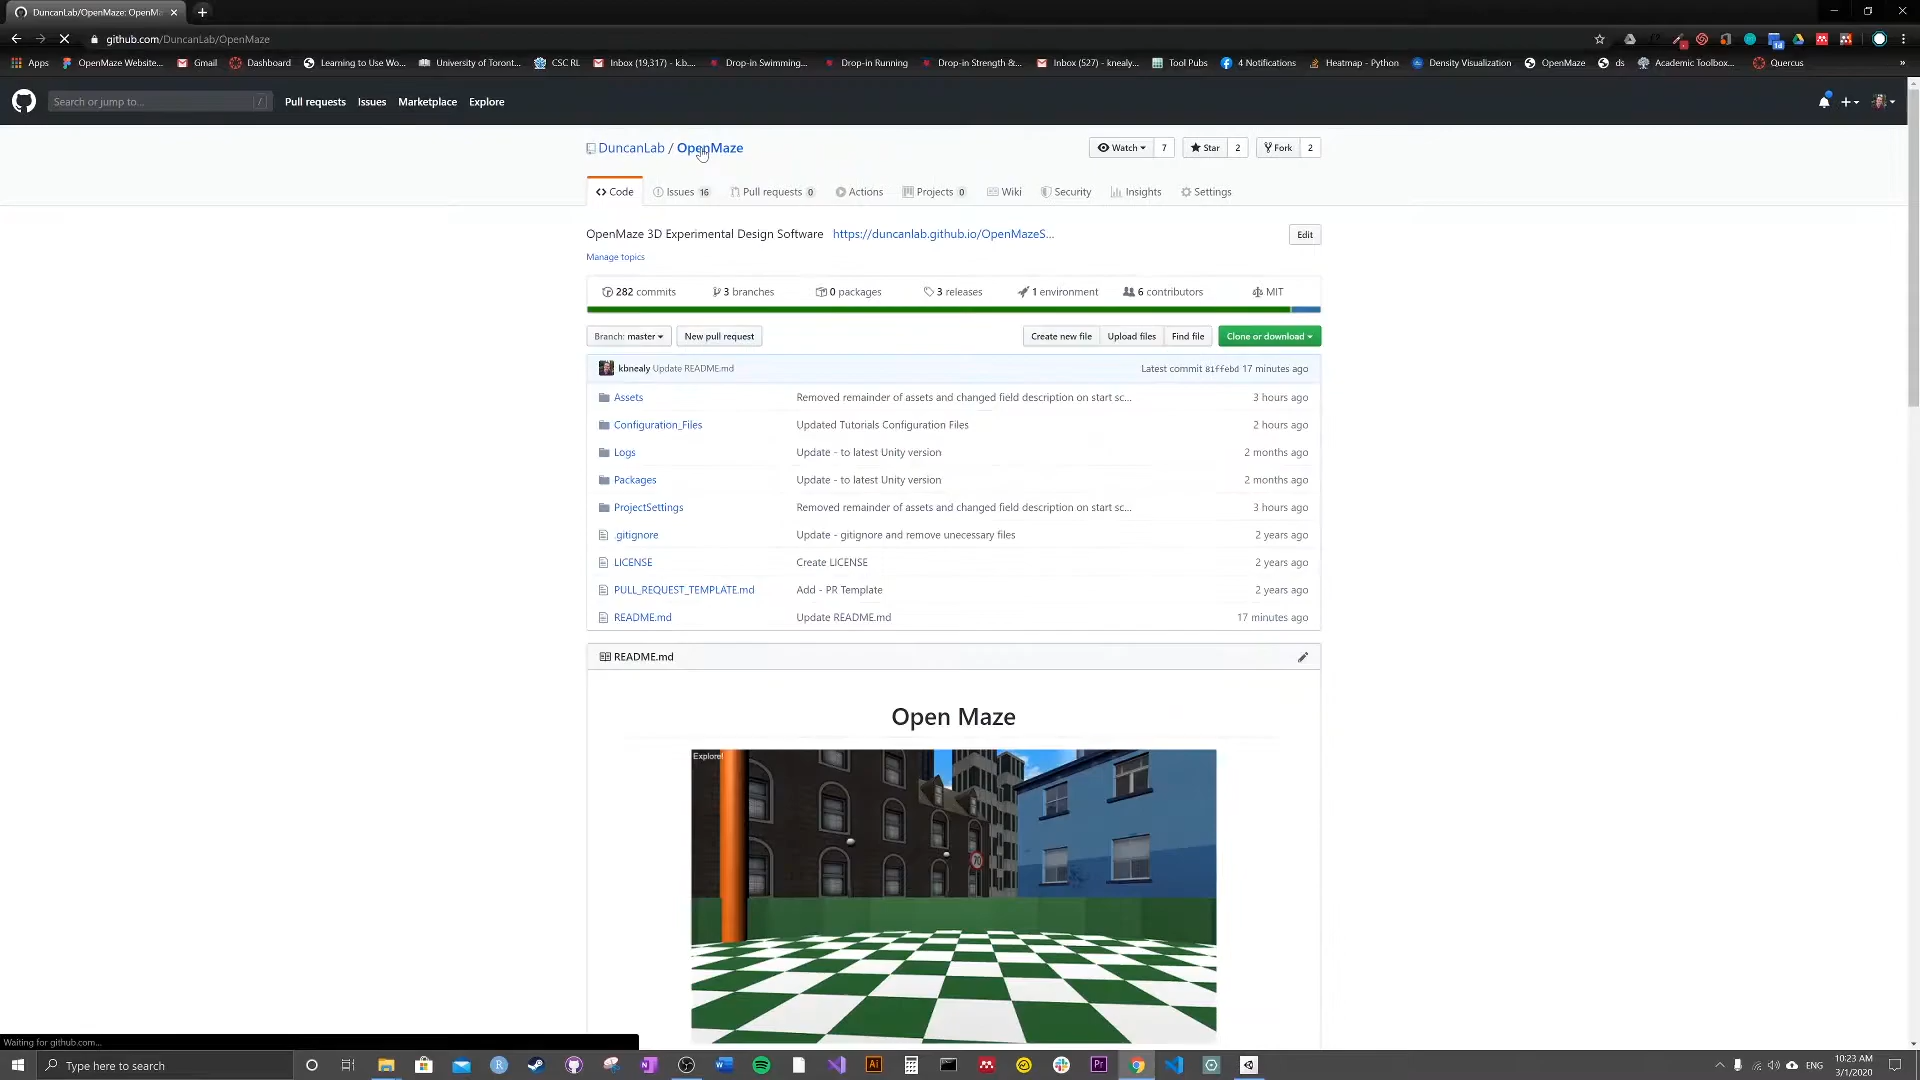 DuncanLab/OpenMaze: OpenMa
github.com/DuncanLab/OpenMaze
Apps OpenMaze Website... Gmail Dashboard Learning to Use Wo... University of Toront... CSC RL Inbox (19,317) - k.b.... Drop-in Swimming... Drop-in Running Drop-in Strength &... Inbox (527) - knealy... Tool Pubs 4 Notifications Heatmap - Python Density Visualization OpenMaze ds Academic Toolbox... Quercus »
Search or jump to... / Pull requests Issues Marketplace Explore
DuncanLab / OpenMaze Watch 7 Star 2 Fork 2
Code Issues 16 Pull requests 0 Actions Projects 0 Wiki Security Insights Settings
OpenMaze 3D Experimental Design Software https://duncanlab.github.io/OpenMazeS... Edit
Manage topics
282 commits 3 branches 0 packages 3 releases 1 environment 6 contributors MIT
Branch: master New pull request Create new file Upload files Find file Clone or download
kbnealy Update README.md Latest commit 81ffebd 17 minutes ago
Assets Removed remainder of assets and changed field description on start sc... 3 hours ago
Configuration_Files Updated Tutorials Configuration Files 2 hours ago
Logs Update - to latest Unity version 2 months ago
Packages Update - to latest Unity version 2 months ago
ProjectSettings Removed remainder of assets and changed field description on start sc... 3 hours ago
.gitignore Update - gitignore and remove unecessary files 2 years ago
LICENSE Create LICENSE 2 years ago
PULL_REQUEST_TEMPLATE.md Add - PR Template 2 years ago
README.md Update README.md 17 minutes ago
README.md
Open Maze
Explore!
70
Waiting for github.com...
Type here to search ENG 10:23 AM
3/1/2020